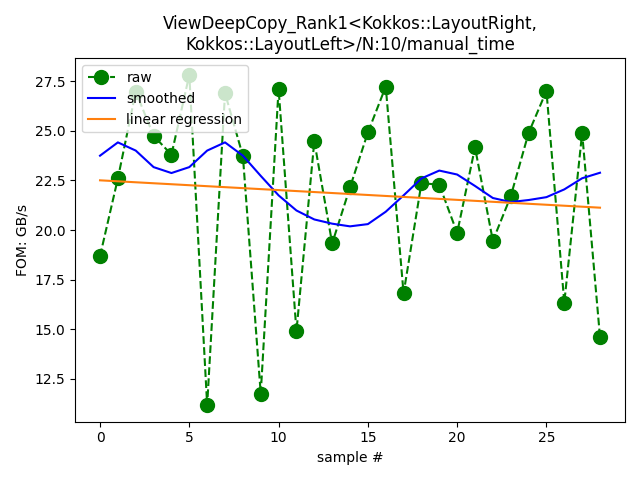 ViewDeepCopy_Rank1<Kokkos::LayoutRight,
Kokkos::LayoutLeft>/N:10/manual_time
raw
smoothed
linear regression
FOM: GB/s
27.5
25.0
22.5
20.0
17.5
15.0
12.5
0
5
10
15
20
25
sample #